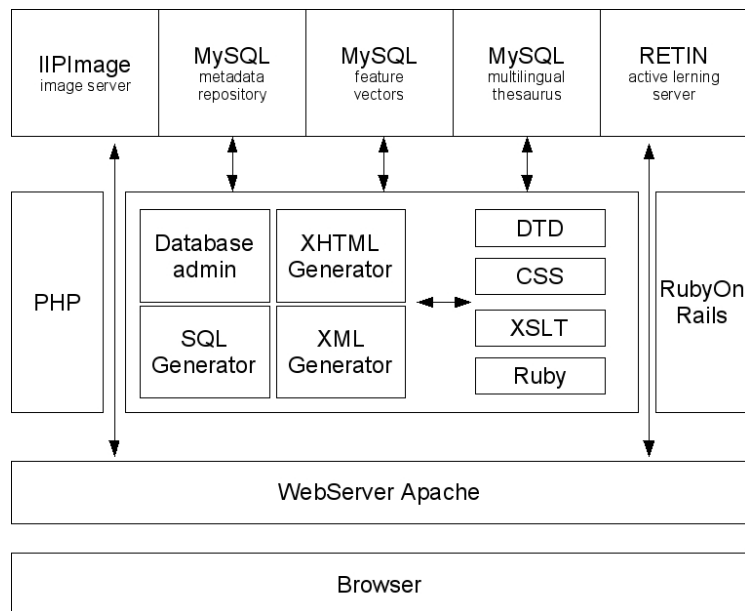 IIPImage
image server
MySQL
metadata
repository
MySQL
feature
vectors
MySQL
multilingual
thesaurus
RETIN
active lerning
server
PHP
Database
admin
XHTML
Generator
SQL
Generator
XML
Generator
DTD
CSS
XSLT
Ruby
RubyOn
Rails
WebServer Apache
Browser